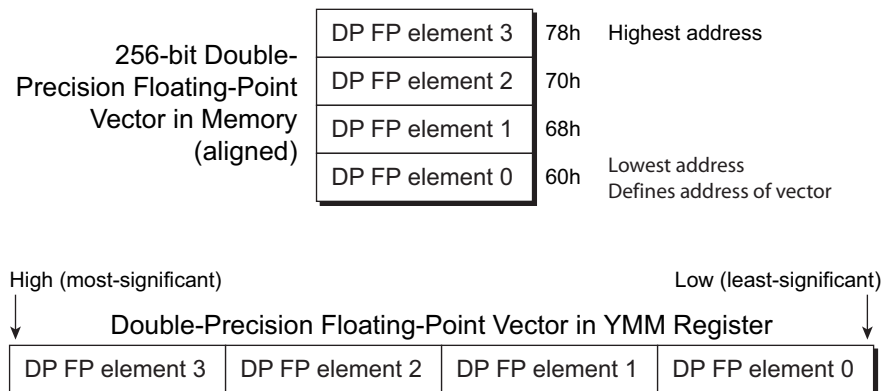 256-bit Double-
Precision Floating-Point
Vector in Memory
(aligned)
DP FP element 3 78h Highest address
DP FP element 2 70h
DP FP element 1 68h
DP FP element 0 60h Lowest address
Defines address of vector
High (most-significant) Low (least-significant)
Double-Precision Floating-Point Vector in YMM Register
DP FP element 3 DP FP element 2 DP FP element 1 DP FP element 0